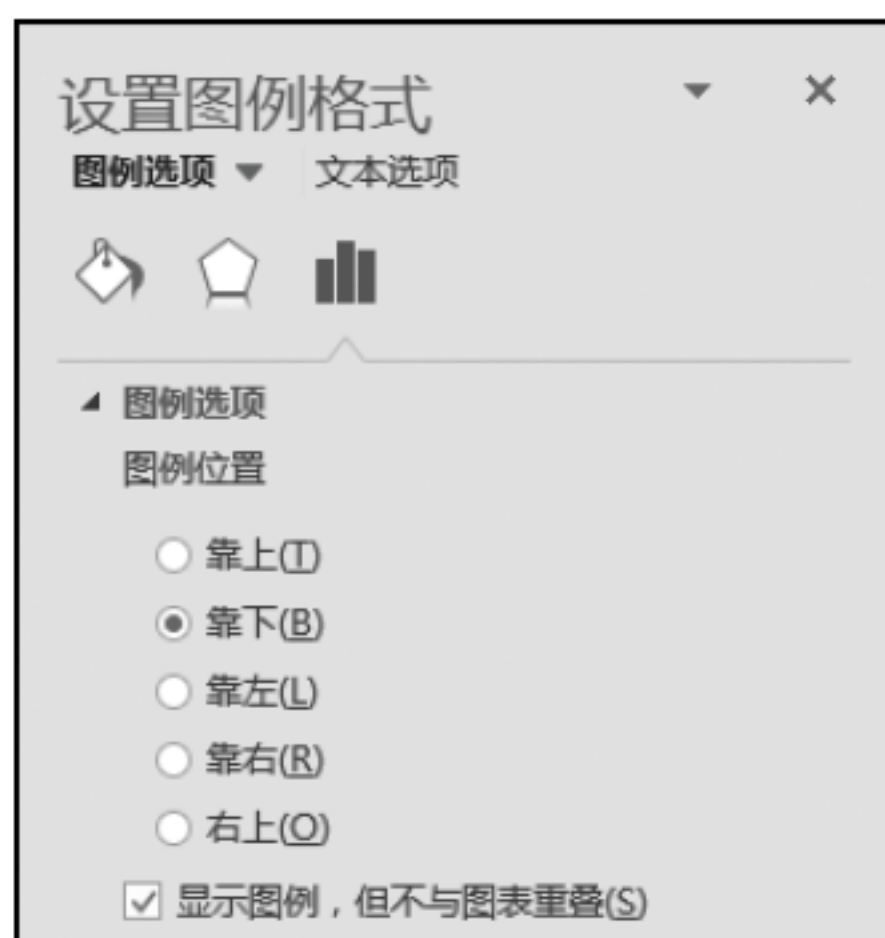 设置图例格式
图例选项 文本选项
图例选项
图例位置
靠上(T)
靠下(B)
靠左(L)
靠右(R)
右上(O)
显示图例，但不与图表重叠(S)